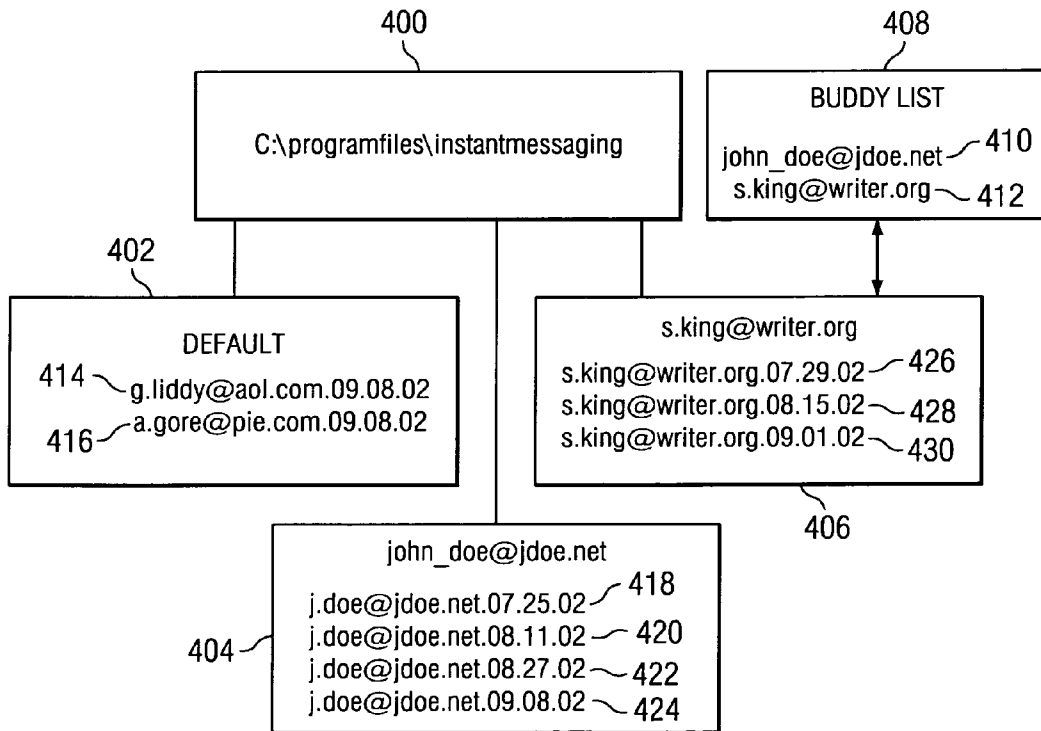 400
C:\programfiles\instantmessaging
408
BUDDY LIST
john_doe@jdoe.net 410
s.king@writer.org 412
402
DEFAULT
414 g.liddy@aol.com.09.08.02
416 a.gore@pie.com.09.08.02
s.king@writer.org
s.king@writer.org.07.29.02 426
s.king@writer.org.08.15.02 428
s.king@writer.org.09.01.02 430
406
404
john_doe@jdoe.net
j.doe@jdoe.net.07.25.02 418
j.doe@jdoe.net.08.11.02 420
j.doe@jdoe.net.08.27.02 422
j.doe@jdoe.net.09.08.02 424